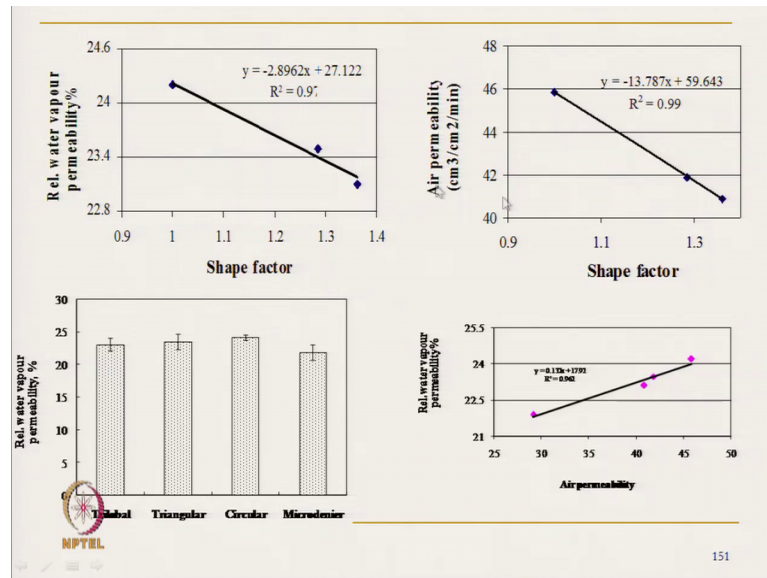 24.6
24
23.4
22.8
Rel. water vapour
permeability%
y = -2.8962x + 27.122
R² = 0.97
0.9 1 1.1 1.2 1.3 1.4
Shape factor
48
46
44
42
40
Air permeability
(cm3/cm2/min)
y = -13.787x + 59.643
R² = 0.99
0.9 1.1 1.3
Shape factor
30
25
20
15
10
5
Rel. water vapour
permeability, %
Triangular Circular Microdenier
25.5
24
22.5
21
Rel. water vapour
permeability%
25 30 35 40 45 50
Air permeability
NPTEL
151